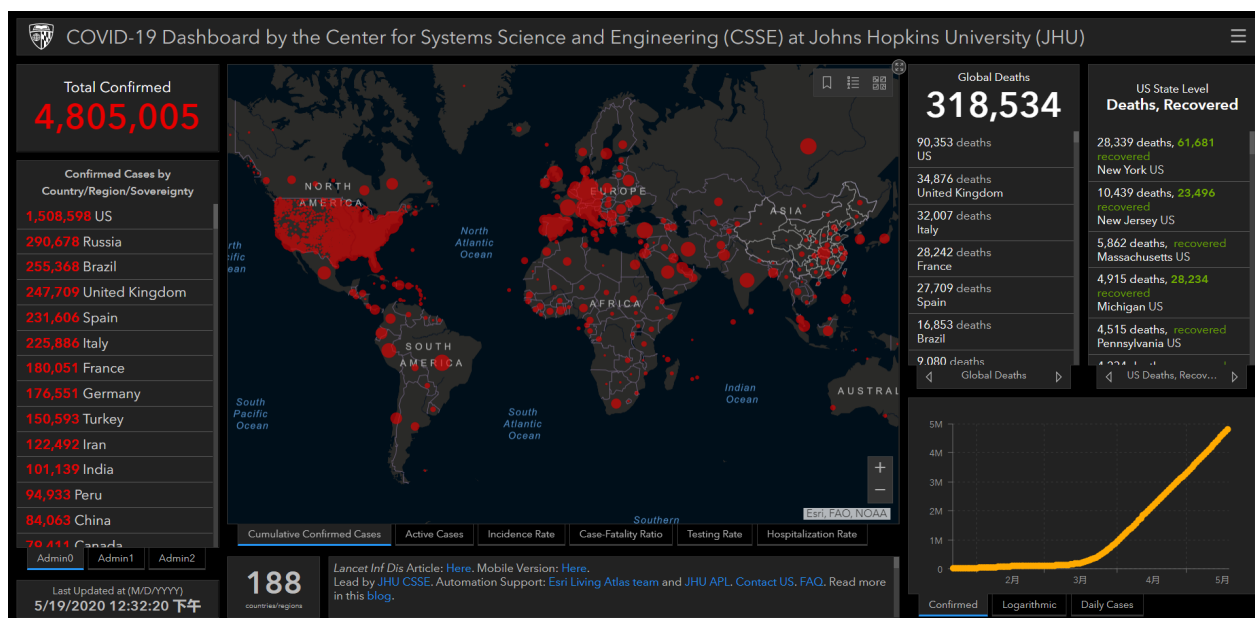 COVID-19 Dashboard by the Center for Systems Science and Engineering (CSSE) at Johns Hopkins University (JHU)
Total Confirmed
4,805,005
Confirmed Cases by
Country/Region/Sovereignty
1,508,598 US
290,678 Russia
255,368 Brazil
247,709 United Kingdom
231,606 Spain
225,886 Italy
180,051 France
176,551 Germany
150,593 Turkey
122,492 Iran
101,139 India
94,933 Peru
84,063 China
79,411 Canada
Admin0
Admin1
Admin2
Last Updated at (M/D/YYYY)
5/19/2020 12:32:20 下午
NORTH
AMERICA
North
Atlantic
Ocean
EUROPE
ASIA
AFRICA
SOUTH
AMERICA
rth
ific
ean
South
Pacific
Ocean
South
Atlantic
Ocean
Indian
Ocean
AUSTRAL
Southern
+
−
Esri, FAO, NOAA
Cumulative Confirmed Cases
Active Cases
Incidence Rate
Case-Fatality Ratio
Testing Rate
Hospitalization Rate
188
countries/regions
Lancet Inf Dis Article: Here. Mobile Version: Here.
Lead by JHU CSSE. Automation Support: Esri Living Atlas team and JHU APL. Contact US. FAQ. Read more
in this blog.
Global Deaths
318,534
90,353 deaths
US
34,876 deaths
United Kingdom
32,007 deaths
Italy
28,242 deaths
France
27,709 deaths
Spain
16,853 deaths
Brazil
9,080 deaths
Global Deaths
US State Level
Deaths, Recovered
28,339 deaths, 61,681
recovered
New York US
10,439 deaths, 23,496
recovered
New Jersey US
5,862 deaths, recovered
Massachusetts US
4,915 deaths, 28,234
recovered
Michigan US
4,515 deaths, recovered
Pennsylvania US
US Deaths, Recov...
5M
4M
3M
2M
1M
0
2月
3月
4月
5月
Confirmed
Logarithmic
Daily Cases